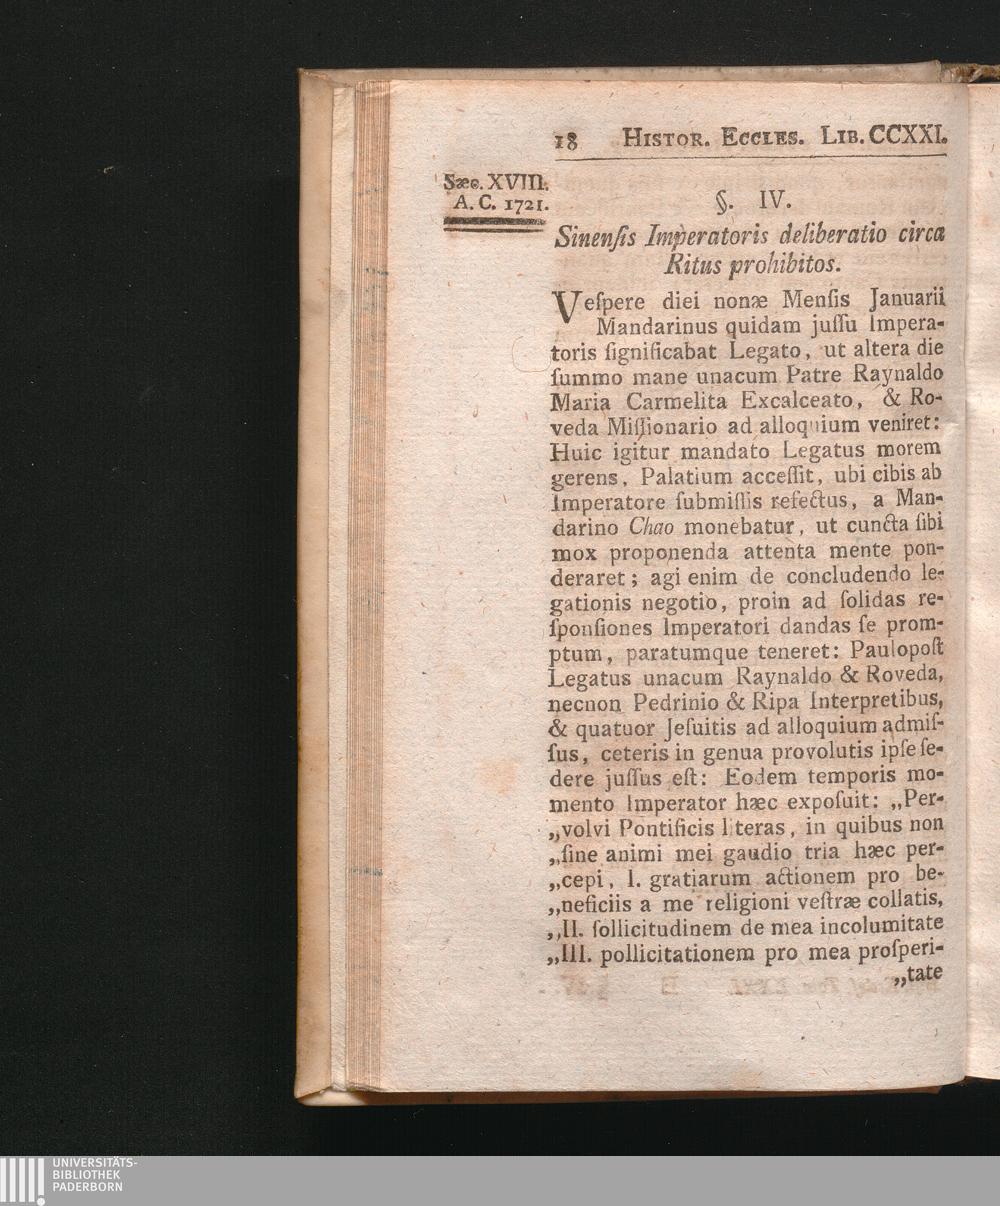 18 HISTOR. ECCLES. LIB. CCXXI.
Sæc. XVIII.
A. C. 1721.
§. IV.
Sinenſis Imperatoris deliberatio circa
Ritus prohibitos.
Veſpere diei nonæ Menſis Januarii
Mandarinus quidam juſſu Impera-
toris ſignificabat Legato, ut altera die
ſummo mane unacum Patre Raynaldo
Maria Carmelita Excalceato, & Ro-
veda Miſſionario ad alloquium veniret:
Huic igitur mandato Legatus morem
gerens, Palatium acceſſit, ubi cibis ab
Imperatore ſubmiſſis refectus, a Man-
darino Chao monebatur, ut cuncta ſibi
mox proponenda attenta mente pon-
deraret; agi enim de concludendo le-
gationis negotio, proin ad ſolidas re-
ſponſiones Imperatori dandas ſe prom-
ptum, paratumque teneret: Paulopoſt
Legatus unacum Raynaldo & Roveda,
necnon Pedrinio & Ripa Interpretibus,
& quatuor Jeſuitis ad alloquium admiſ-
ſus, ceteris in genua provolutis ipſe ſe-
dere juſſus eſt: Eodem temporis mo-
mento Imperator hæc expoſuit: „Per-
„volvi Pontificis literas, in quibus non
„ſine animi mei gaudio tria hæc per-
„cepi, I. gratiarum actionem pro be-
„neficiis a me religioni veſtræ collatis,
„II. ſollicitudinem de mea incolumitate
„III. pollicitationem pro mea proſperi-
„tate
UNIVERSITÄTS-
BIBLIOTHEK
PADERBORN